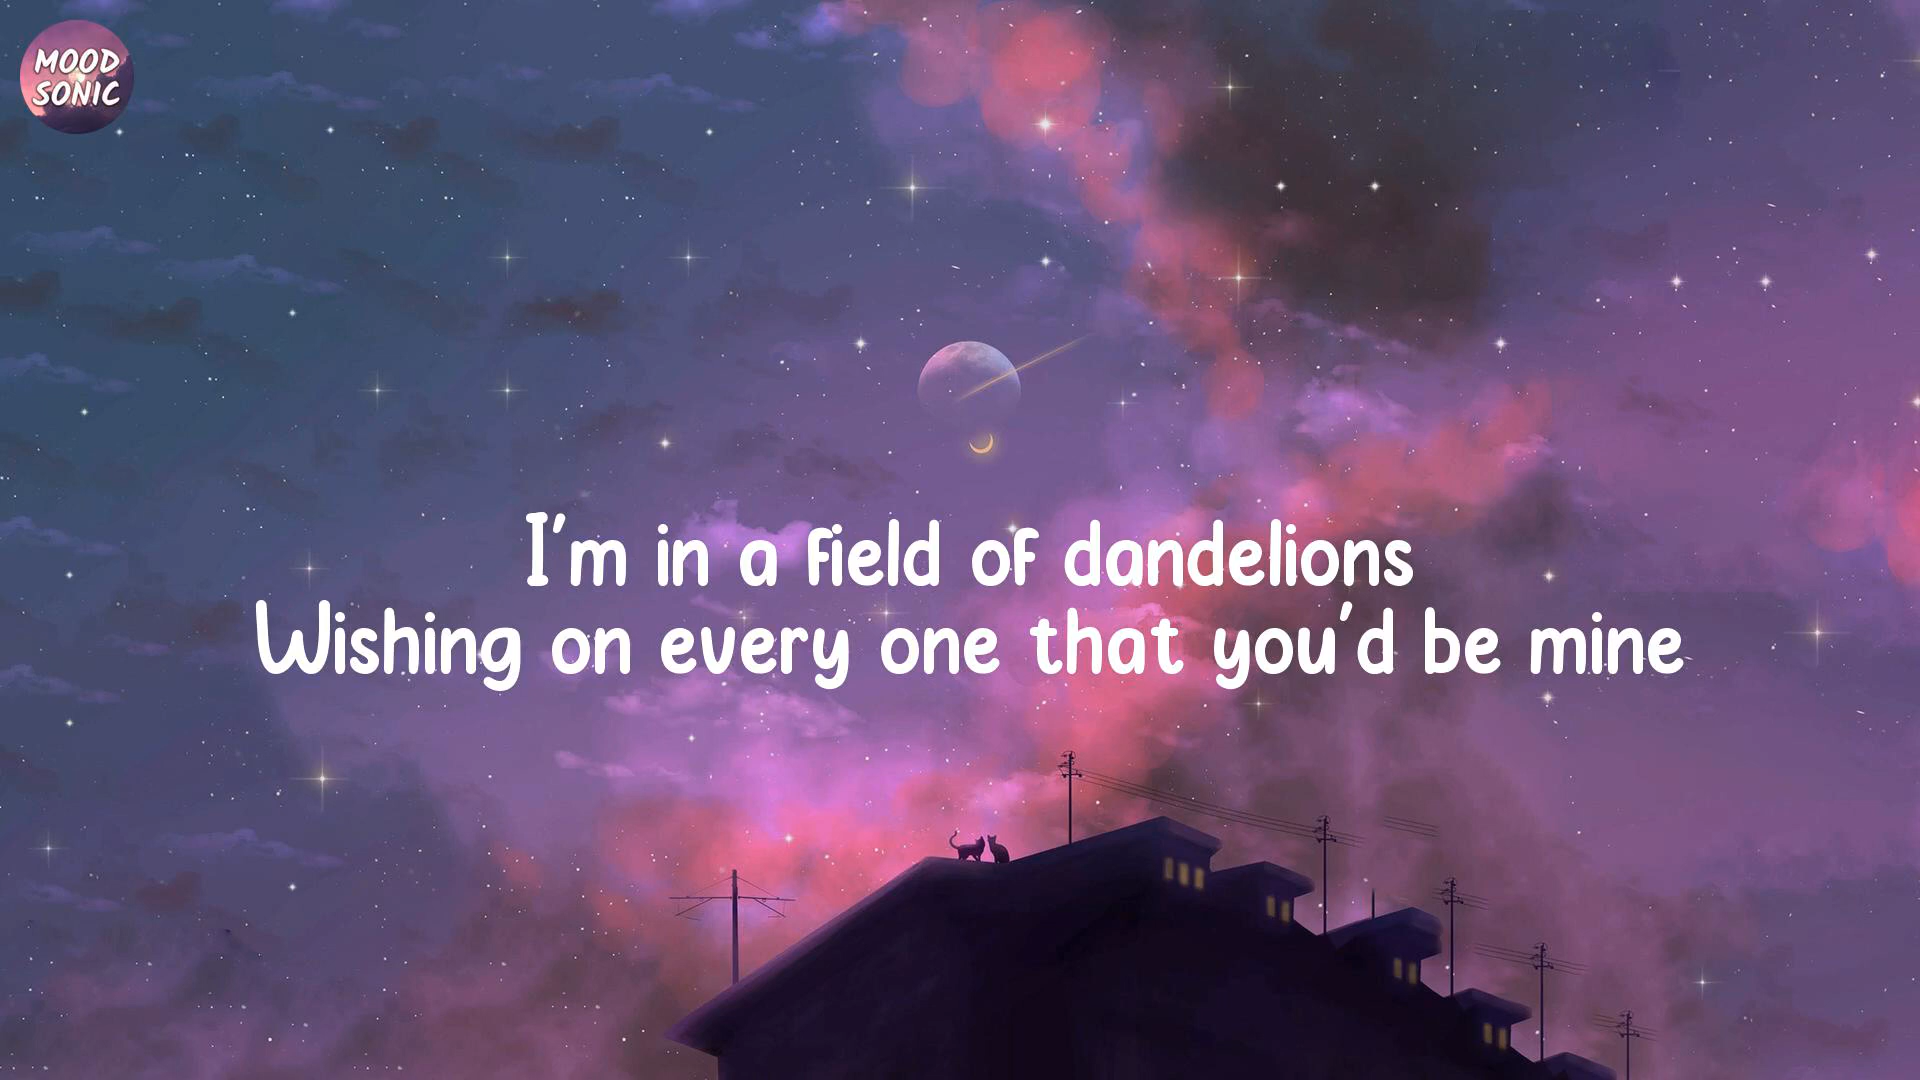 MOOD
SONIC
I'm in a field of dandelions
Wishing on every one that you'd be mine